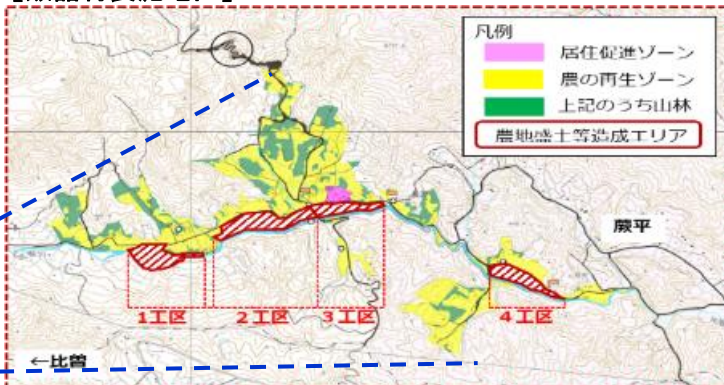 凡例
居住促進ゾーン
農の再生ゾーン
上記のうち山林
農地盛土等造成エリア
蕨平
1工区
2工区
3工区
4工区
←比曽